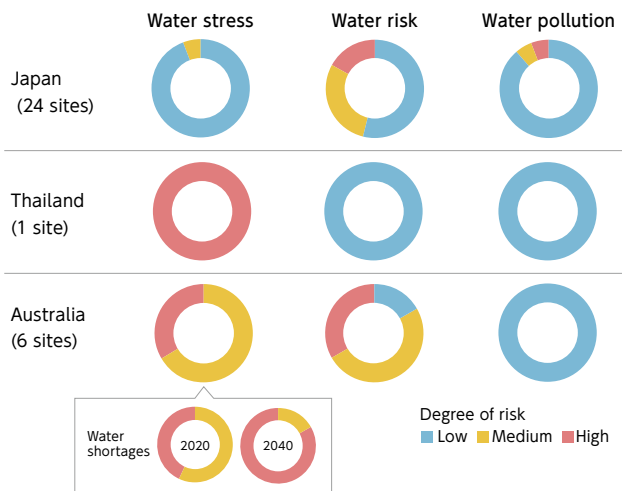 Water stress Water risk Water pollution
Japan
(24 sites)
Thailand
(1 site)
Australia
(6 sites)
Water
shortages
2020
2040
Degree of risk
Low Medium High